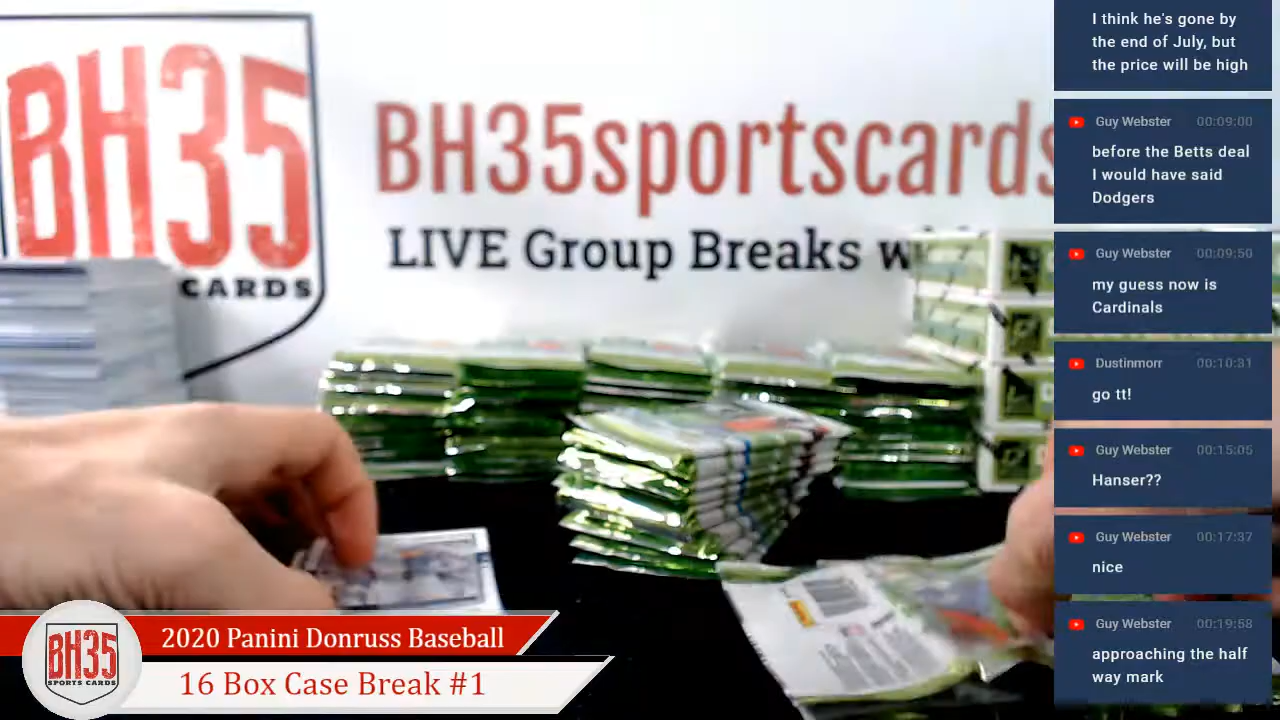 BH35
CARDS
BH35sportscards
LIVE Group Breaks w
I think he's gone by
the end of July, but
the price will be high
Guy Webster 00:09:00
before the Betts deal
I would have said
Dodgers
Guy Webster 00:09:50
my guess now is
Cardinals
Dustinmorr 00:10:31
go tt!
Guy Webster 00:15:05
Hanser??
Guy Webster 00:17:37
nice
Guy Webster 00:19:58
approaching the half
way mark
BH35
SPORTS CARDS
2020 Panini Donruss Baseball
16 Box Case Break #1